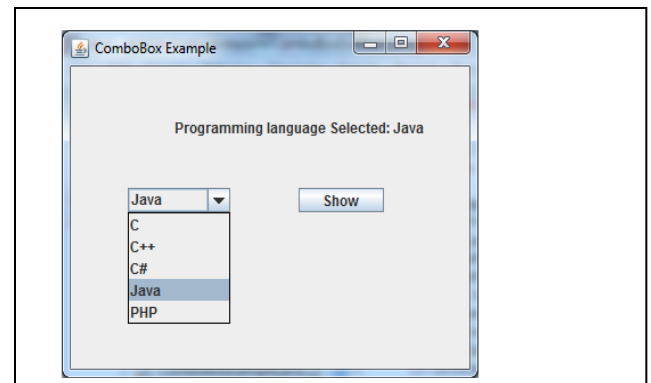 ComboBox Example
Programming language Selected: Java
Java Show
C
C++
C#
Java
PHP